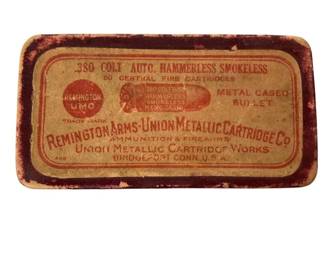 .380 COLT AUTO. HAMMERLESS SMOKELESS
50 CENTRAL FIRE CARTRIDGES
REMINGTON
UMC
TRADE MARK
METAL CASED
BULLET
REMINGTON ARMS-UNION METALLIC CARTRIDGE CO
AMMUNITION & FIREARMS
UNION METALLIC CARTRIDGE WORKS
BRIDGEPORT CONN. U.S.A.